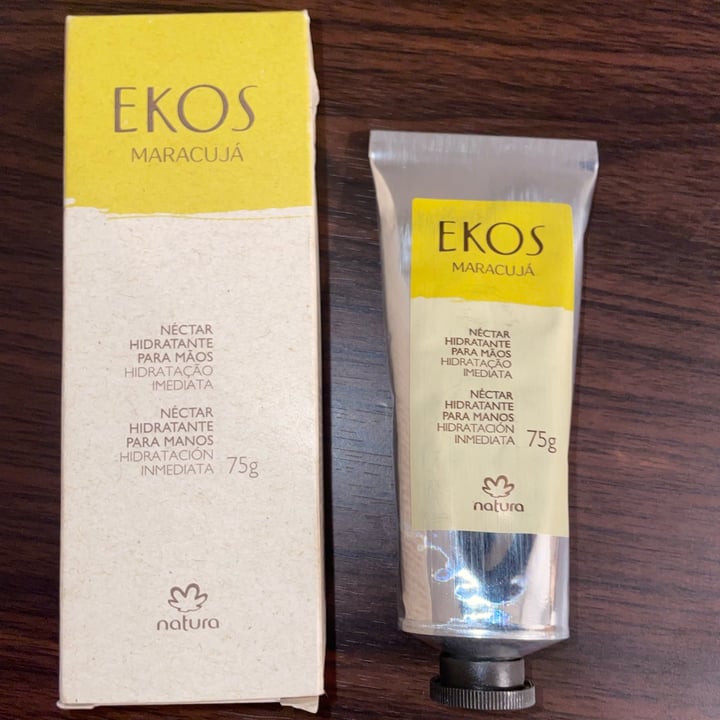 EKOS
MARACUJÁ
NÉCTAR
HIDRATANTE
PARA MÃOS
HIDRATAÇÃO
IMEDIATA
NÉCTAR
HIDRATANTE
PARA MANOS
HIDRATACIÓN
INMEDIATA 75g
natura
EKOS
MARACUJÁ
NÉCTAR
HIDRATANTE
PARA MÃOS
HIDRATAÇÃO
IMEDIATA
NÉCTAR
HIDRATANTE
PARA MANOS
HIDRATACIÓN
INMEDIATA 75g
natura